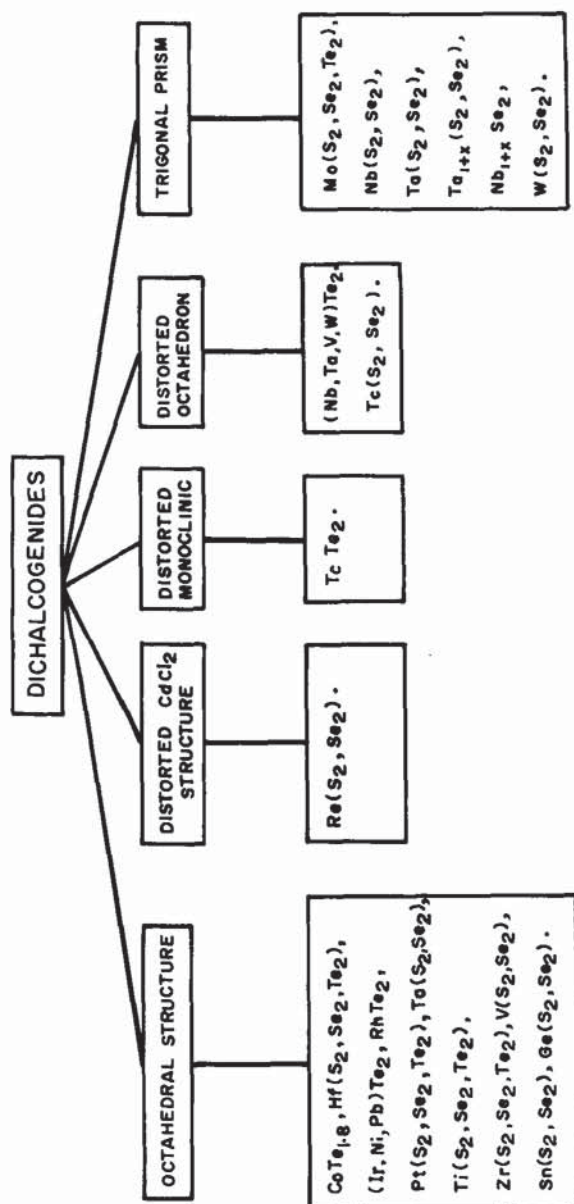 DICHALCOGENIDES
OCTAHEDRAL STRUCTURE
CoTe1.8, Hf(S2, Se2, Te2),
(Ir, Ni, Pb)Te2, RhTe2,
Pt(S2, Se2, Te2), Ta(S2, Se2),
Ti(S2, Se2, Te2),
Zr(S2, Se2, Te2), V(S2, Se2),
Sn(S2, Se2), Ge(S2, Se2).
DISTORTED CdCl2
STRUCTURE
Re(S2, Se2).
DISTORTED
MONOCLINIC
Tc Te2.
DISTORTED
OCTAHEDRON
(Nb, Ta, V, W)Te2.
Tc(S2, Se2).
TRIGONAL PRISM
Mo(S2, Se2, Te2),
Nb(S2, Se2),
Ta(S2, Se2),
Ta1+x (S2, Se2),
Nb1+x Se2,
W(S2, Se2).